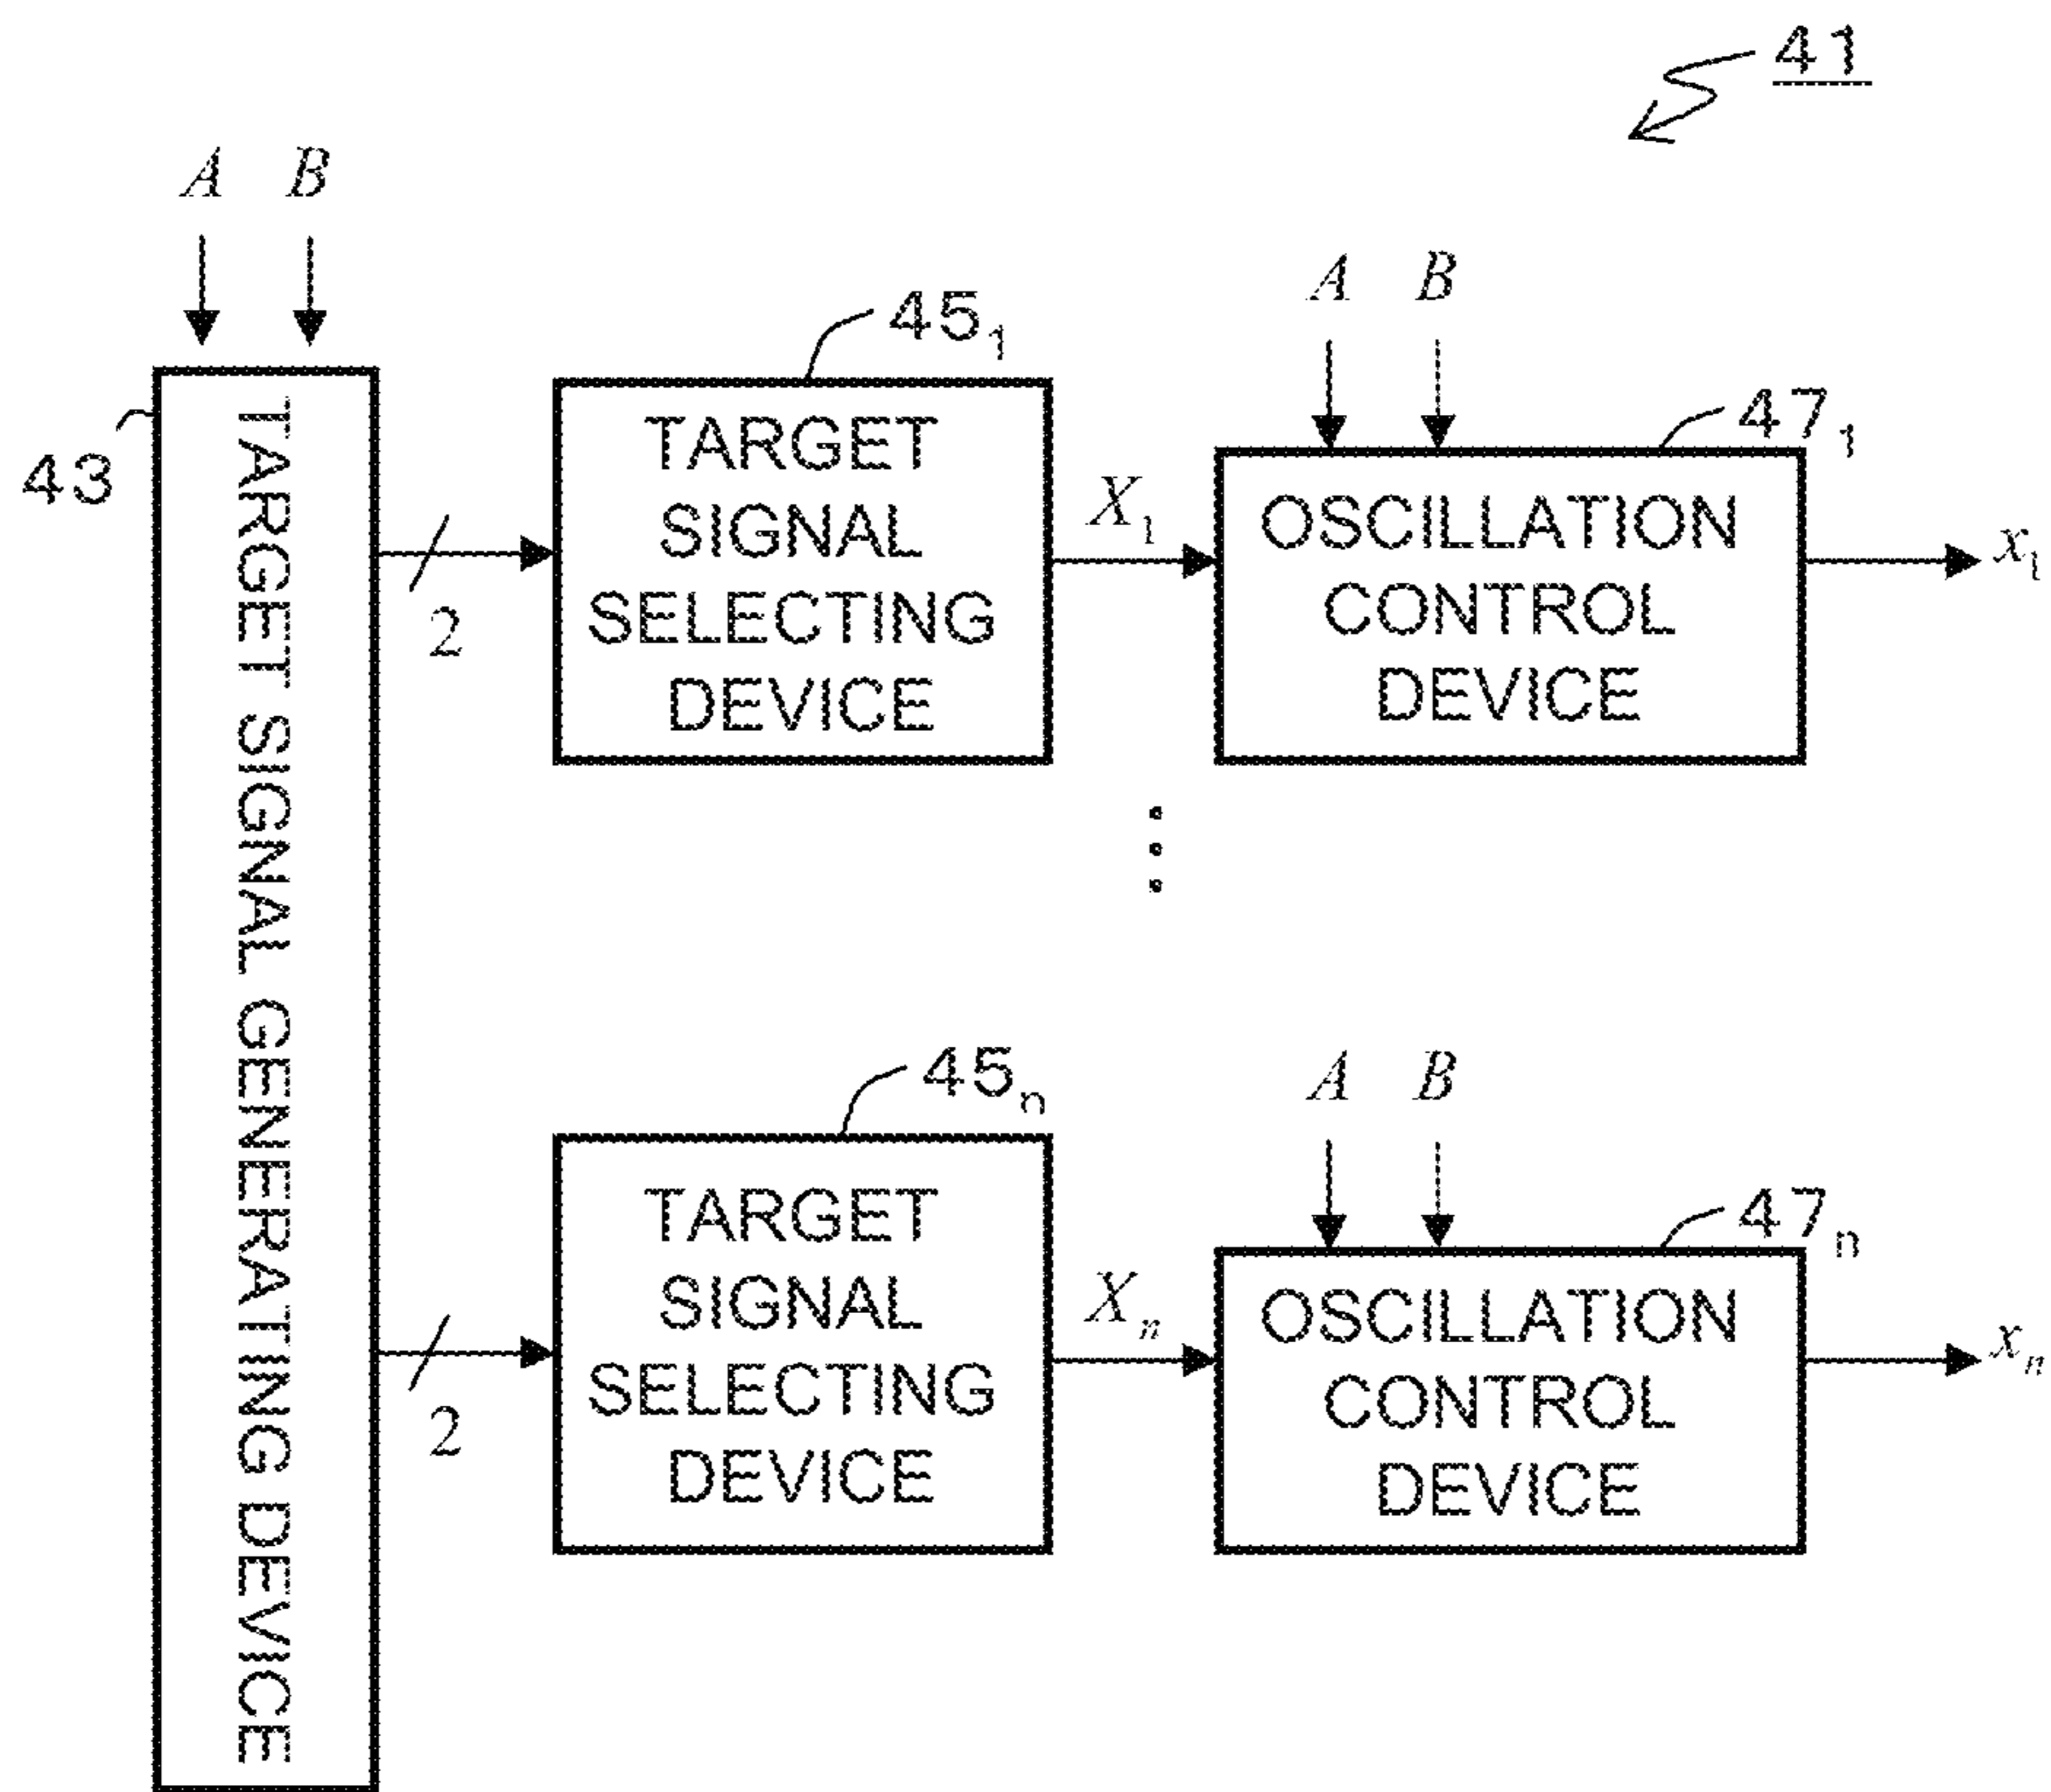 41
A B
43
TARGET SIGNAL GENERATING DEVICE
2
45₁
TARGET
SIGNAL
SELECTING
DEVICE
X₁
A B
47₁
OSCILLATION
CONTROL
DEVICE
x₁
2
45ₙ
TARGET
SIGNAL
SELECTING
DEVICE
Xₙ
A B
47ₙ
OSCILLATION
CONTROL
DEVICE
xₙ